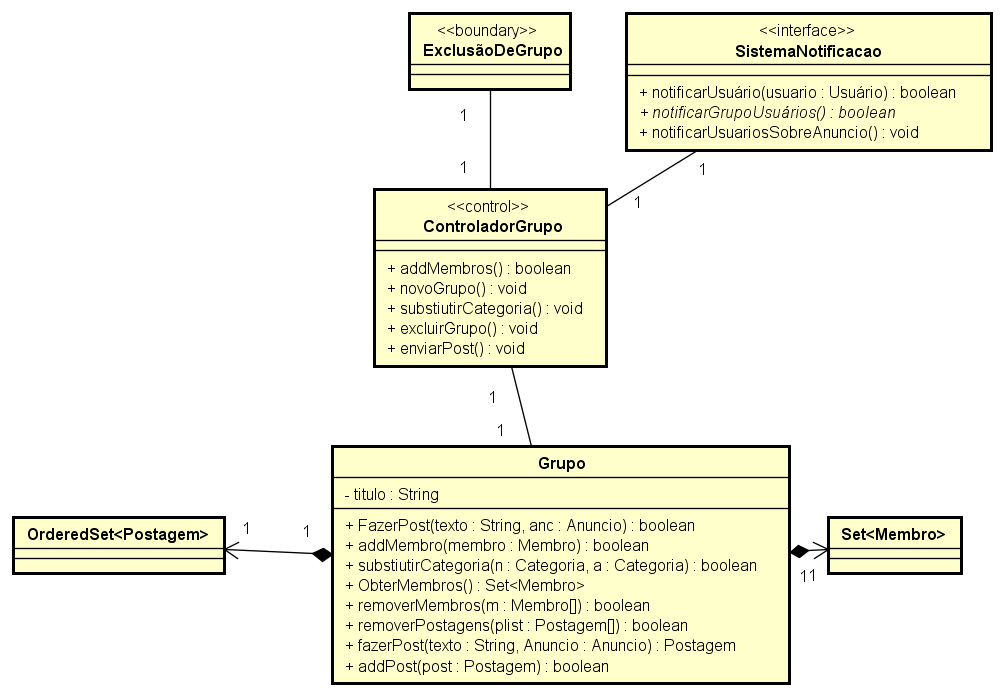 <<boundary>>
ExclusãoDeGrupo
<<interface>>
SistemaNotificacao
+ notificarUsuário(usuario : Usuário) : boolean
+ notificarGrupoUsuários() : boolean
+ notificarUsuariosSobreAnuncio() : void
1
1
1
1
<<control>>
ControladorGrupo
+ addMembros() : boolean
+ novoGrupo() : void
+ substiutirCategoria() : void
+ excluirGrupo() : void
+ enviarPost() : void
1
1
Grupo
- titulo : String
+ FazerPost(texto : String, anc : Anuncio) : boolean
+ addMembro(membro : Membro) : boolean
+ substiutirCategoria(n : Categoria, a : Categoria) : boolean
+ ObterMembros() : Set<Membro>
+ removerMembros(m : Membro[]) : boolean
+ removerPostagens(plist : Postagem[]) : boolean
+ fazerPost(texto : String, Anuncio : Anuncio) : Postagem
+ addPost(post : Postagem) : boolean
OrderedSet<Postagem>
1
1
Set<Membro>
11